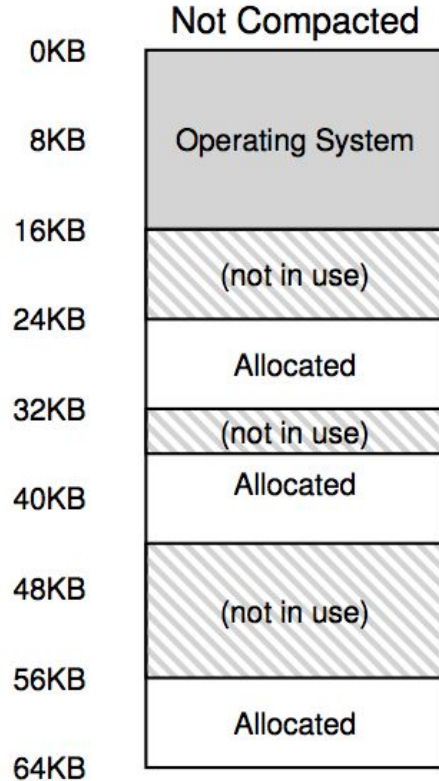 Not Compacted
0KB
8KB
Operating System
16KB
(not in use)
24KB
Allocated
32KB
(not in use)
Allocated
40KB
48KB
(not in use)
56KB
Allocated
64KB